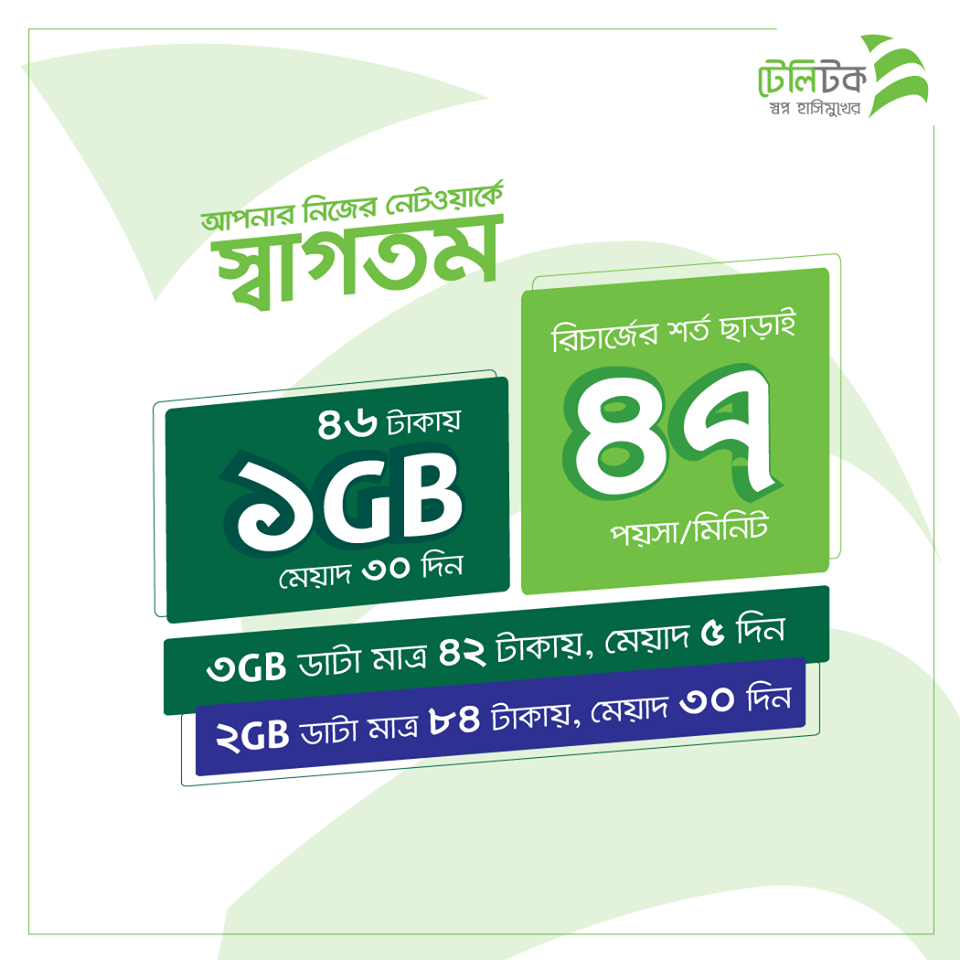 টেলিটক
স্বপ্ন হাসিমুখের
আপনার নিজের নেটওয়ার্কে
স্বাগতম
রিচার্জের শর্ত ছাড়াই
৪৭
পয়সা/মিনিট
৪৬ টাকায়
১GB
মেয়াদ ৩০ দিন
৩GB ডাটা মাত্র ৪২ টাকায়, মেয়াদ ৫ দিন
২GB ডাটা মাত্র ৮৪ টাকায়, মেয়াদ ৩০ দিন